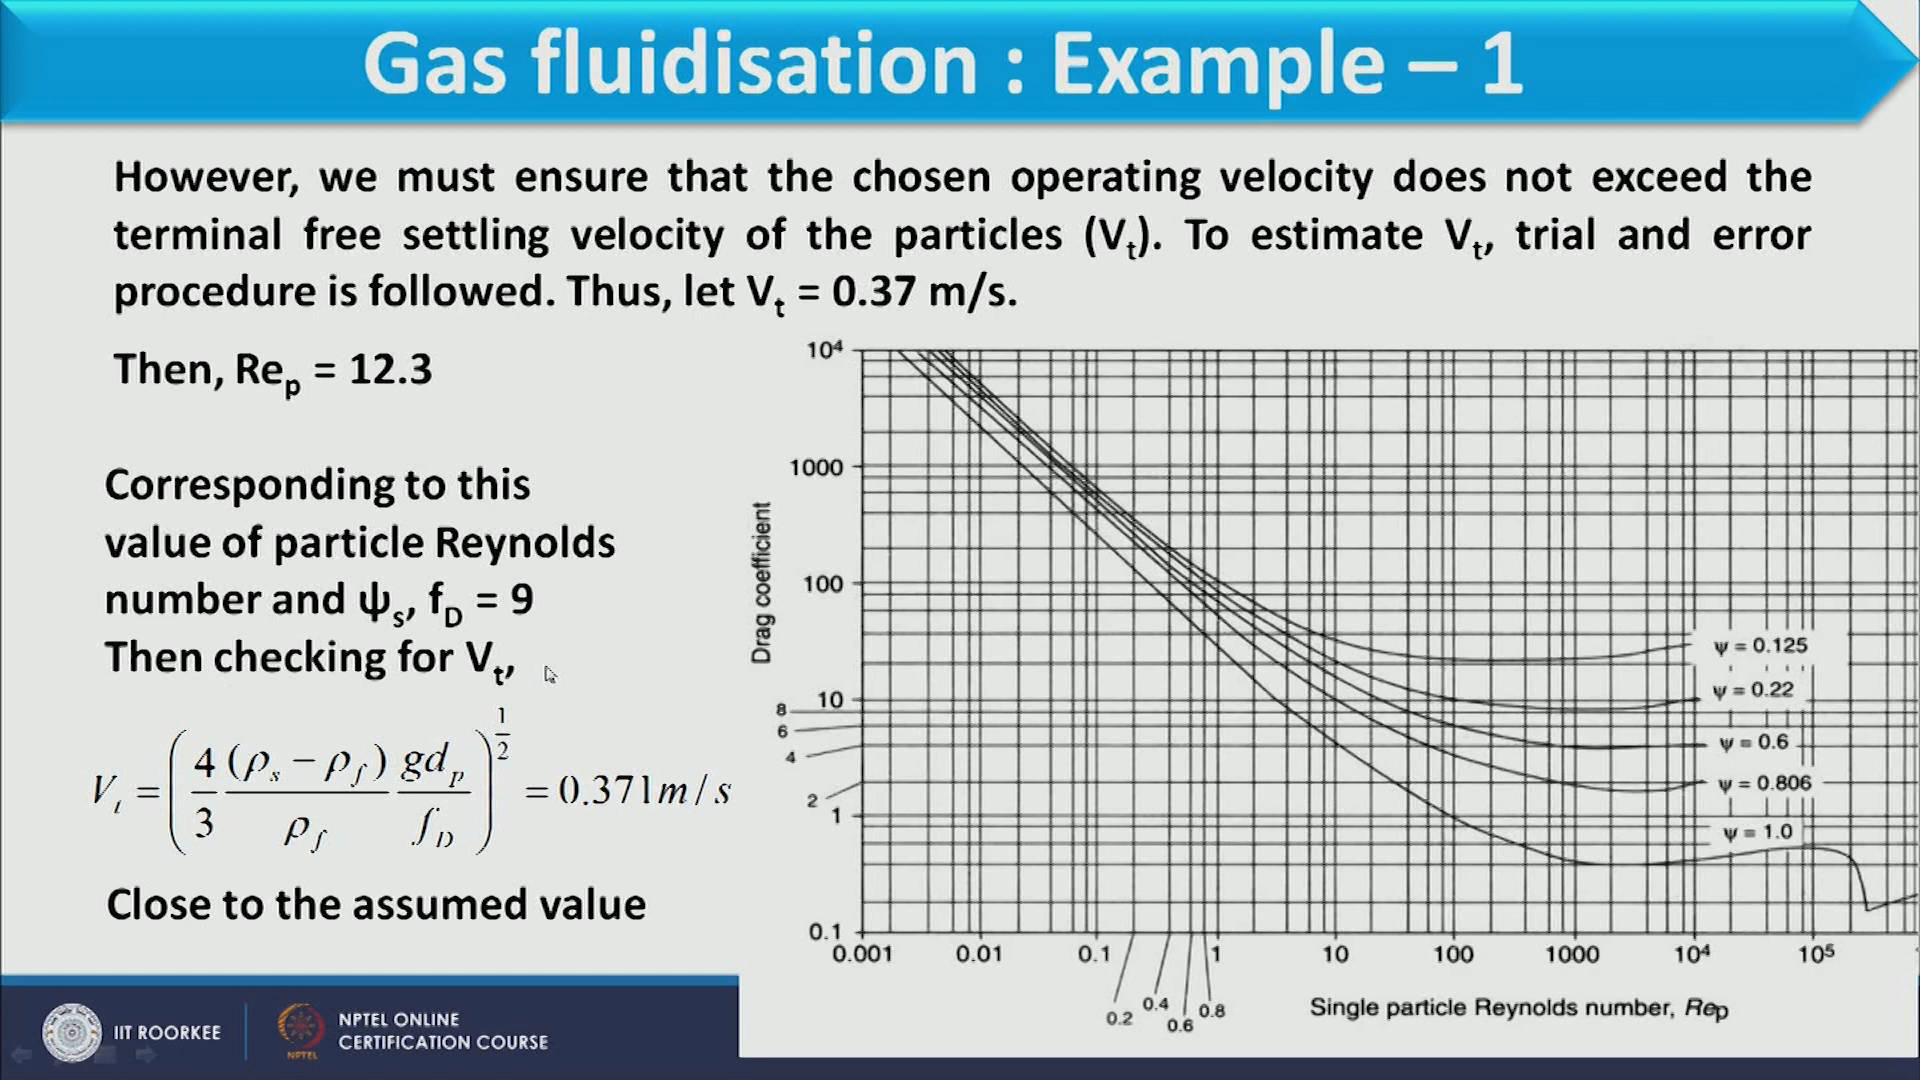 Gas fluidisation : Example – 1
However, we must ensure that the chosen operating velocity does not exceed the
terminal free settling velocity of the particles (Vt). To estimate Vt, trial and error
procedure is followed. Thus, let Vt = 0.37 m/s.
Then, Rep = 12.3
Corresponding to this
value of particle Reynolds
number and ψs, fD = 9
Then checking for Vt,
Vt = (4/3 (ρs − ρf)/ρf gdp/fD)^1/2 = 0.371m/s
Close to the assumed value
Drag coefficient
10⁴
1000
100
10
8
6
4
2
1
0.1
ψ = 0.125
ψ = 0.22
ψ = 0.6
ψ = 0.806
ψ = 1.0
0.001 0.01 0.1 1 10 100 1000 10⁴ 10⁵
0.2 0.4 0.6 0.8
Single particle Reynolds number, Rep
IIT ROORKEE
NPTEL
NPTEL ONLINE
CERTIFICATION COURSE